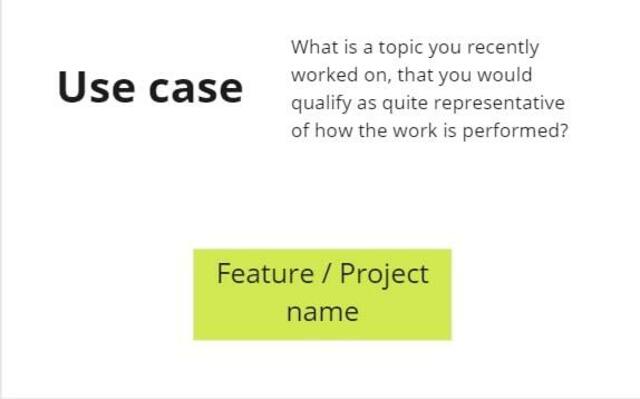 Use case
What is a topic you recently
worked on, that you would
qualify as quite representative
of how the work is performed?
Feature / Project
name